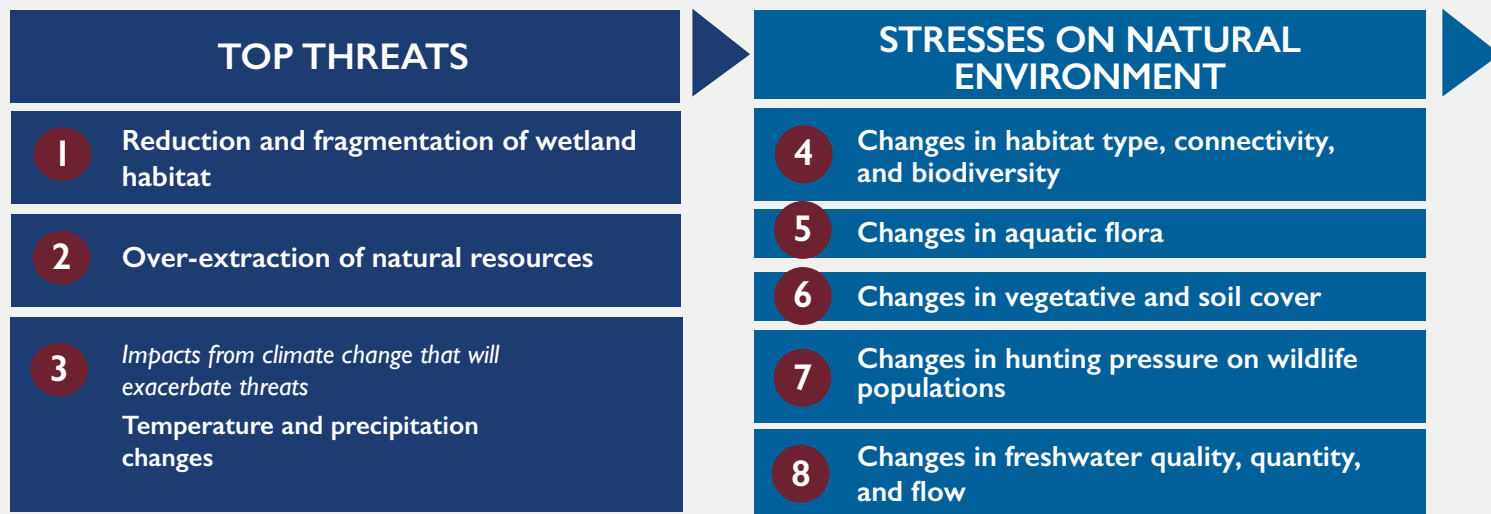 TOP THREATS
1
Reduction and fragmentation of wetland
habitat
2
Over-extraction of natural resources
3
Impacts from climate change that will
exacerbate threats
Temperature and precipitation
changes
STRESSES ON NATURAL
ENVIRONMENT
4
Changes in habitat type, connectivity,
and biodiversity
5
Changes in aquatic flora
6
Changes in vegetative and soil cover
7
Changes in hunting pressure on wildlife
populations
8
Changes in freshwater quality, quantity,
and flow